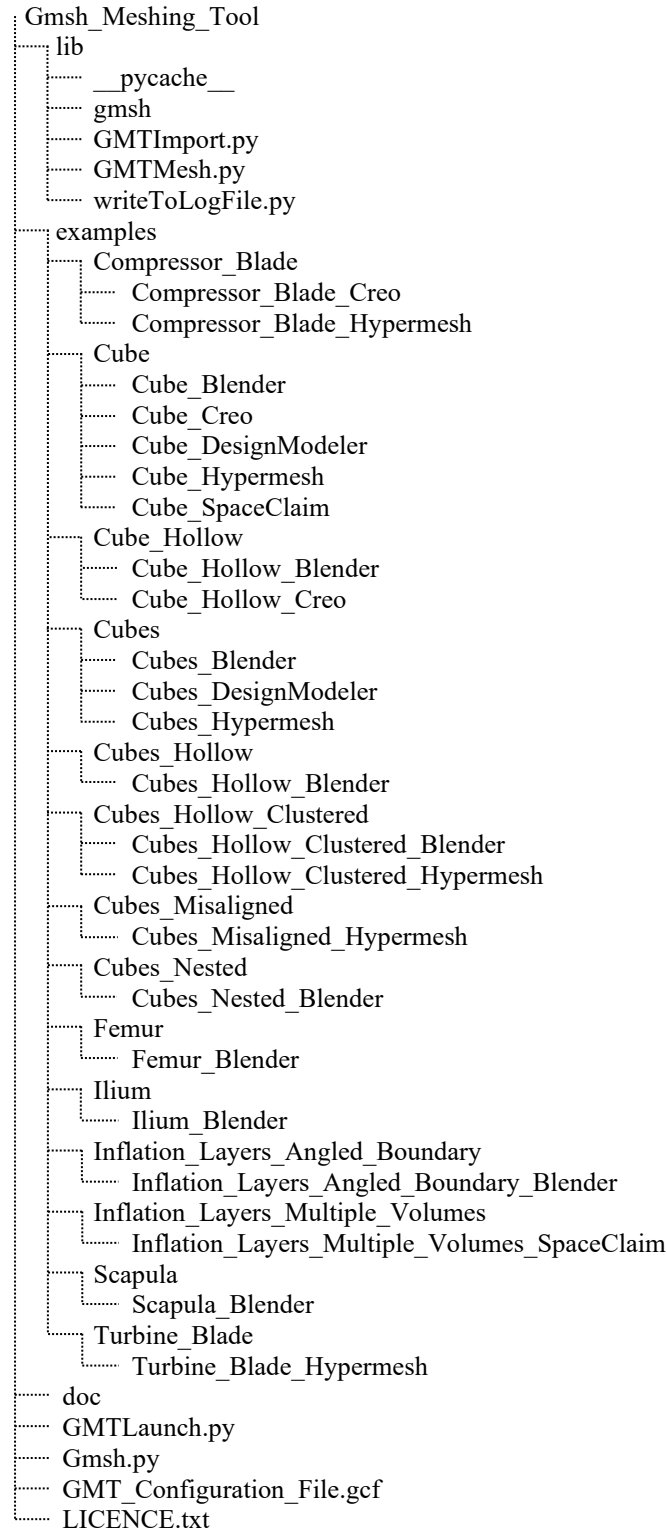 Gmsh_Meshing_Tool
lib
__pycache__
gmsh
GMTImport.py
GMTMesh.py
writeToLogFile.py
examples
Compressor_Blade
Compressor_Blade_Creo
Compressor_Blade_Hypermesh
Cube
Cube_Blender
Cube_Creo
Cube_DesignModeler
Cube_Hypermesh
Cube_SpaceClaim
Cube_Hollow
Cube_Hollow_Blender
Cube_Hollow_Creo
Cubes
Cubes_Blender
Cubes_DesignModeler
Cubes_Hypermesh
Cubes_Hollow
Cubes_Hollow_Blender
Cubes_Hollow_Clustered
Cubes_Hollow_Clustered_Blender
Cubes_Hollow_Clustered_Hypermesh
Cubes_Misaligned
Cubes_Misaligned_Hypermesh
Cubes_Nested
Cubes_Nested_Blender
Femur
Femur_Blender
Ilium
Ilium_Blender
Inflation_Layers_Angled_Boundary
Inflation_Layers_Angled_Boundary_Blender
Inflation_Layers_Multiple_Volumes
Inflation_Layers_Multiple_Volumes_SpaceClaim
Scapula
Scapula_Blender
Turbine_Blade
Turbine_Blade_Hypermesh
doc
GMTLaunch.py
Gmsh.py
GMT_Configuration_File.gcf
LICENCE.txt